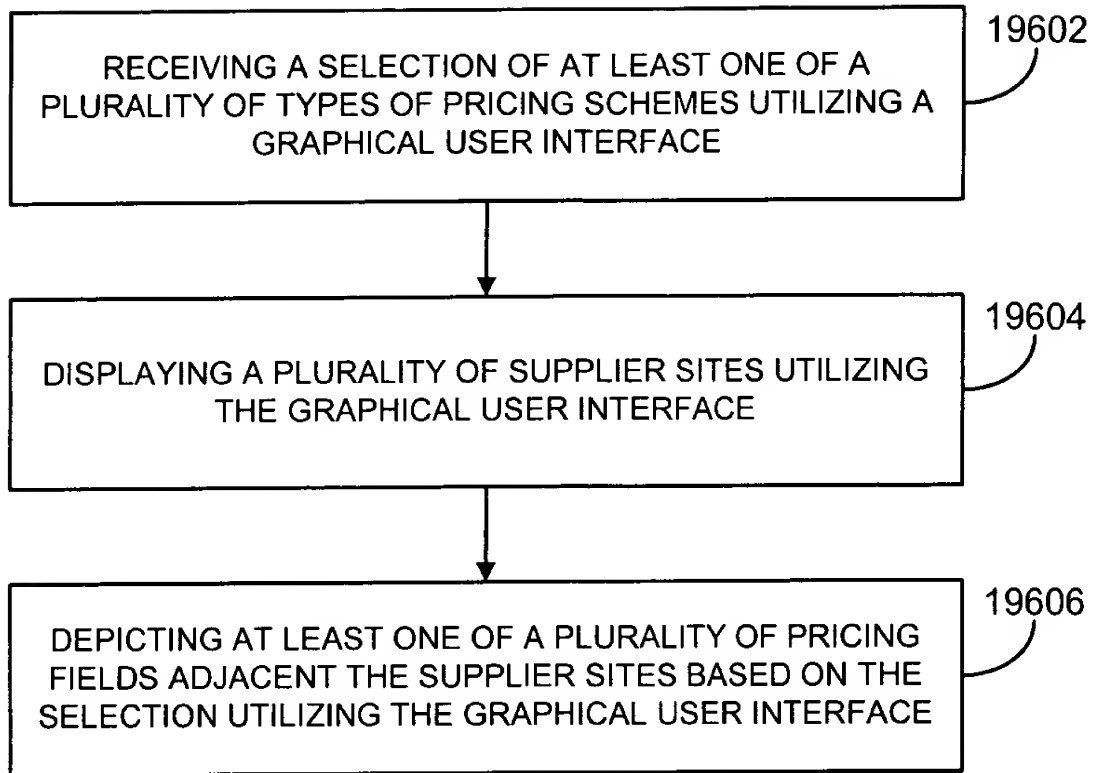 19602
RECEIVING A SELECTION OF AT LEAST ONE OF A
PLURALITY OF TYPES OF PRICING SCHEMES UTILIZING A
GRAPHICAL USER INTERFACE
19604
DISPLAYING A PLURALITY OF SUPPLIER SITES UTILIZING
THE GRAPHICAL USER INTERFACE
19606
DEPICTING AT LEAST ONE OF A PLURALITY OF PRICING
FIELDS ADJACENT THE SUPPLIER SITES BASED ON THE
SELECTION UTILIZING THE GRAPHICAL USER INTERFACE